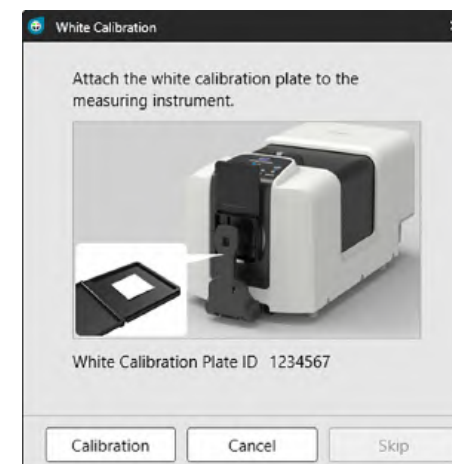 White Calibration
Attach the white calibration plate to the
measuring instrument.
White Calibration Plate ID 1234567
Calibration
Cancel
Skip